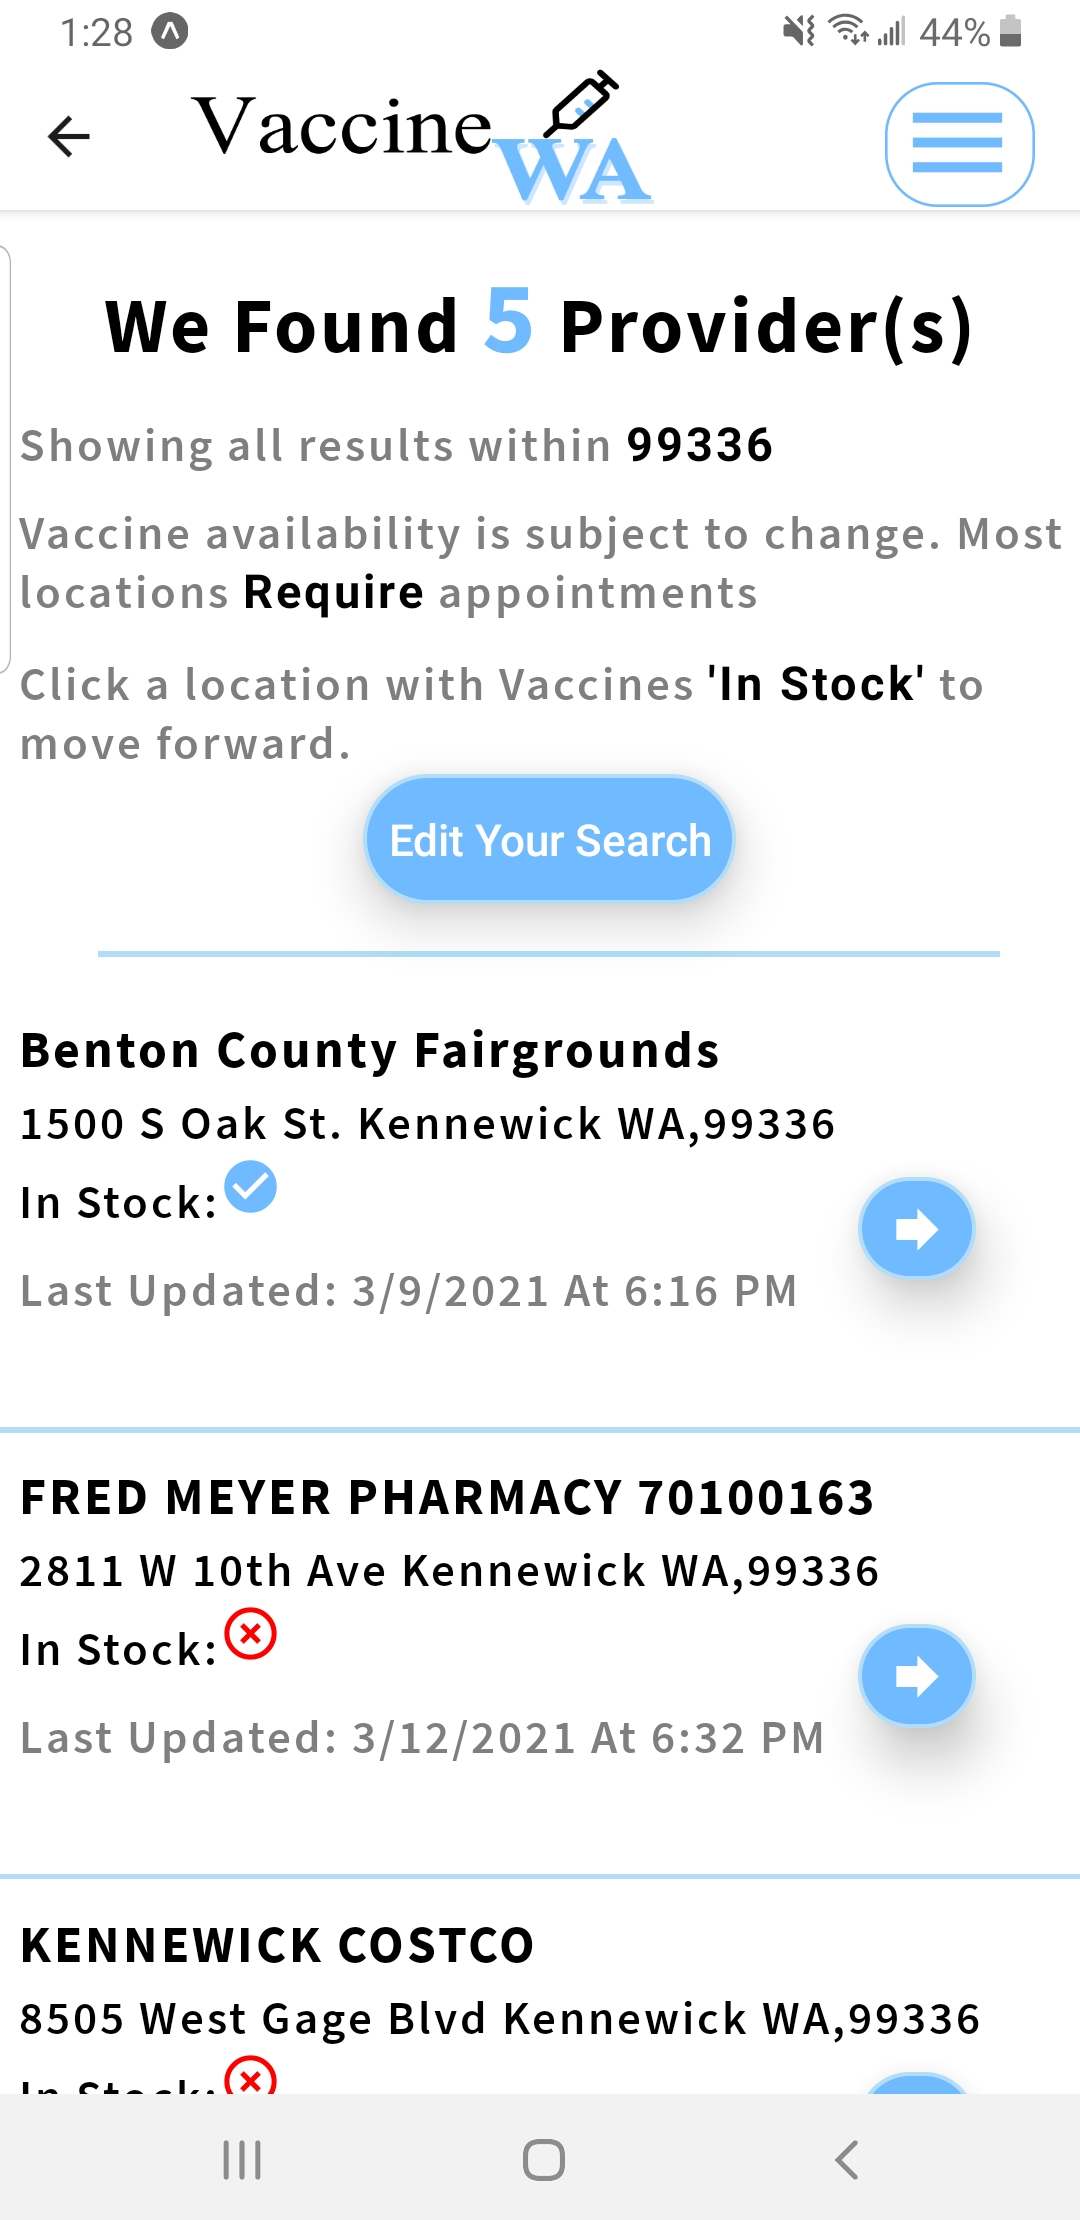 1:28
44%
Vaccine
WA
We Found 5 Provider(s)
Showing all results within 99336
Vaccine availability is subject to change. Most
locations Require appointments
Click a location with Vaccines 'In Stock' to
move forward.
Edit Your Search
Benton County Fairgrounds
1500 S Oak St. Kennewick WA,99336
In Stock:
Last Updated: 3/9/2021 At 6:16 PM
FRED MEYER PHARMACY 70100163
2811 W 10th Ave Kennewick WA,99336
In Stock:
Last Updated: 3/12/2021 At 6:32 PM
KENNEWICK COSTCO
8505 West Gage Blvd Kennewick WA,99336
In Stock: